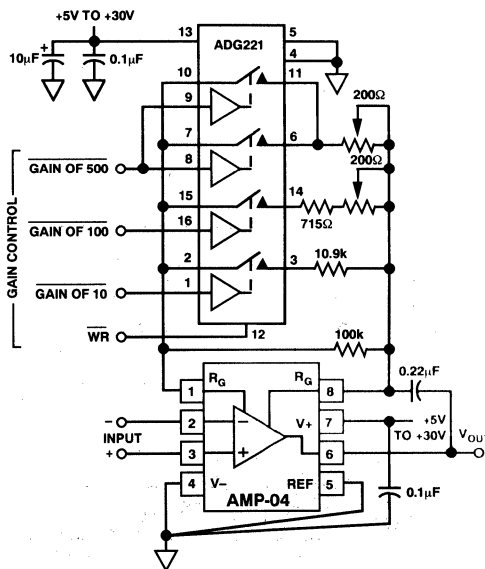 +5V TO +30V
10µF
+
0.1µF
13
ADG221
5
4
10
11
9
200Ω
7
6
GAIN OF 500
8
200Ω
15
14
GAIN OF 100
16
715Ω
GAIN CONTROL
2
3
10.9k
GAIN OF 10
1
WR
12
100k
0.22µF
1
RG
RG
8
–
2
–
V+
7
+5V
TO +30V
INPUT
+
3
+
6
VOU
4
V–
REF
5
AMP-04
0.1µF